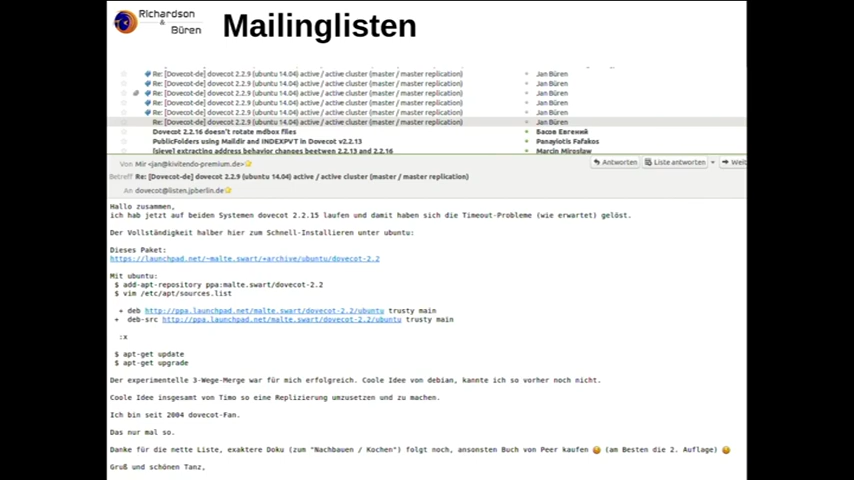 Richardson
&
Büren
Mailinglisten
Re: [Dovecot-de] dovecot 2.2.9 (ubuntu 14.04) active / active cluster (master / master replication) Jan Büren
Re: [Dovecot-de] dovecot 2.2.9 (ubuntu 14.04) active / active cluster (master / master replication) Jan Büren
Re: [Dovecot-de] dovecot 2.2.9 (ubuntu 14.04) active / active cluster (master / master replication) Jan Büren
Re: [Dovecot-de] dovecot 2.2.9 (ubuntu 14.04) active / active cluster (master / master replication) Jan Büren
Re: [Dovecot-de] dovecot 2.2.9 (ubuntu 14.04) active / active cluster (master / master replication) Jan Büren
Re: [Dovecot-de] dovecot 2.2.9 (ubuntu 14.04) active / active cluster (master / master replication) Jan Büren
Dovecot 2.2.16 doesn't rotate mdbox files Басов Евгений
PublicFolders using Maildir and INDEXPVT in Dovecot v2.2.13 Panayiotis Fafakos
[sieve] extracting address behavior changes beetwen 2.2.13 and 2.2.16 Marcin Mirosław
Von Mir <jan@kivitendo-premium.de> Antworten Liste antworten Weit
Betreff Re: [Dovecot-de] dovecot 2.2.9 (ubuntu 14.04) active / active cluster (master / master replication)
An dovecot@listen.jpberlin.de
Hallo zusammen,
ich hab jetzt auf beiden Systemen dovecot 2.2.15 laufen und damit haben sich die Timeout-Probleme (wie erwartet) gelöst.
Der Vollständigkeit halber hier zum Schnell-Installieren unter ubuntu:
Dieses Paket:
https://launchpad.net/~malte.swart/+archive/ubuntu/dovecot-2.2
Mit ubuntu:
$ add-apt-repository ppa:malte.swart/dovecot-2.2
$ vim /etc/apt/sources.list
+ deb http://ppa.launchpad.net/malte.swart/dovecot-2.2/ubuntu trusty main
+ deb-src http://ppa.launchpad.net/malte.swart/dovecot-2.2/ubuntu trusty main
:x
$ apt-get update
$ apt-get upgrade
Der experimentelle 3-Wege-Merge war für mich erfolgreich. Coole Idee von debian, kannte ich so vorher noch nicht.
Coole Idee insgesamt von Timo so eine Replizierung umzusetzen und zu machen.
Ich bin seit 2004 dovecot-Fan.
Das nur mal so.
Danke für die nette Liste, exaktere Doku (zum "Nachbauen / Kochen") folgt noch, ansonsten Buch von Peer kaufen (am Besten die 2. Auflage)
Gruß und schönen Tanz,